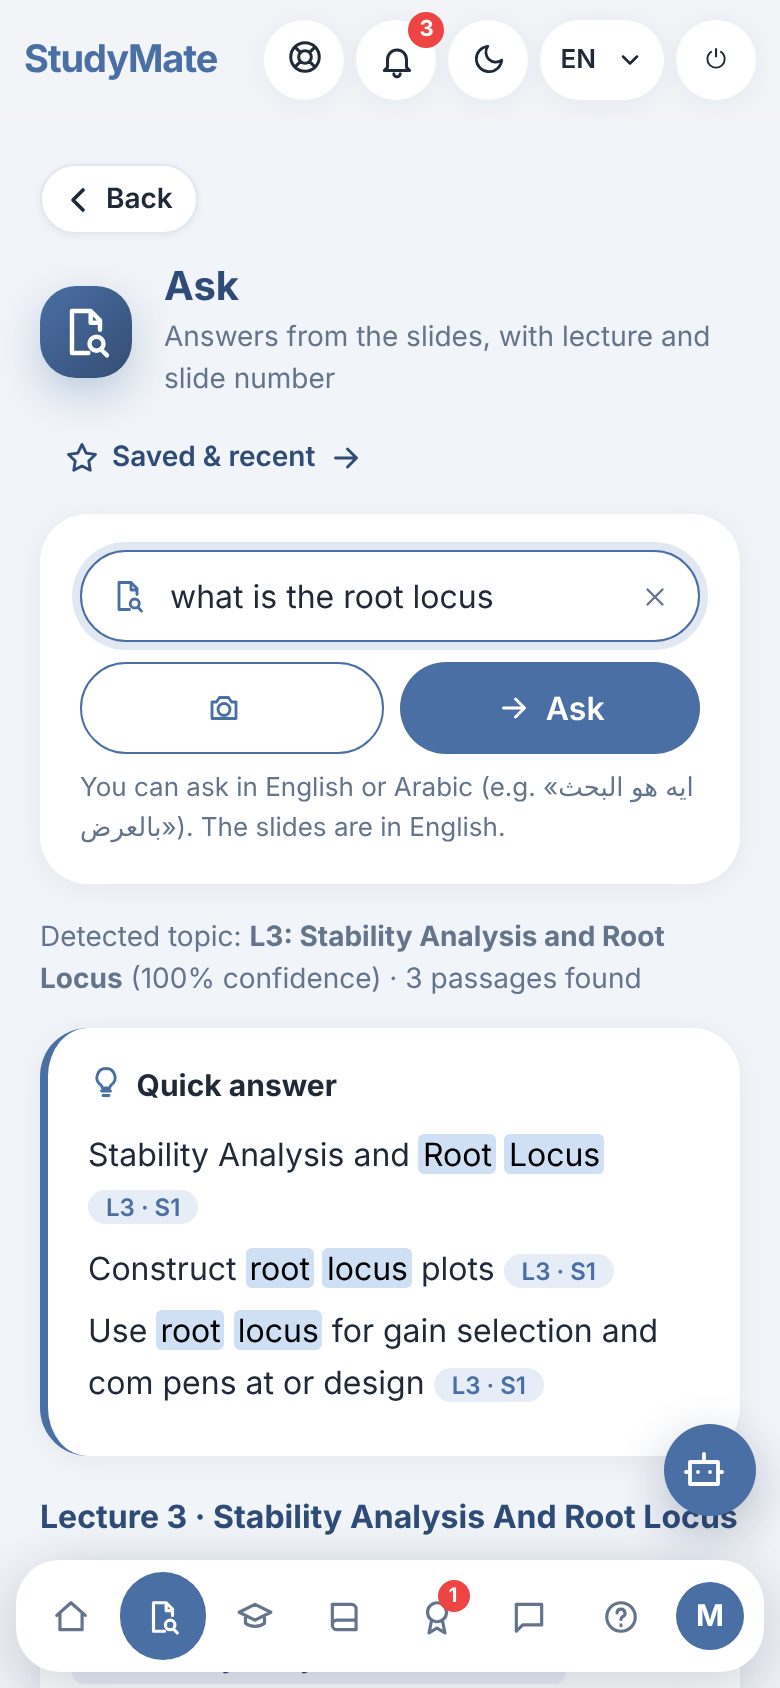 StudyMate
3
EN
Back
Ask
Answers from the slides, with lecture and
slide number
Saved & recent
what is the root locus
Ask
You can ask in English or Arabic (e.g. «ايه هو البحث
بالعرض»). The slides are in English.
Detected topic: L3: Stability Analysis and Root
Locus (100% confidence) · 3 passages found
Quick answer
Stability Analysis and Root Locus
L3 · S1
Construct root locus plots L3 · S1
Use root locus for gain selection and
com pens at or design L3 · S1
Lecture 3 · Stability Analysis And Root Locus
1
M